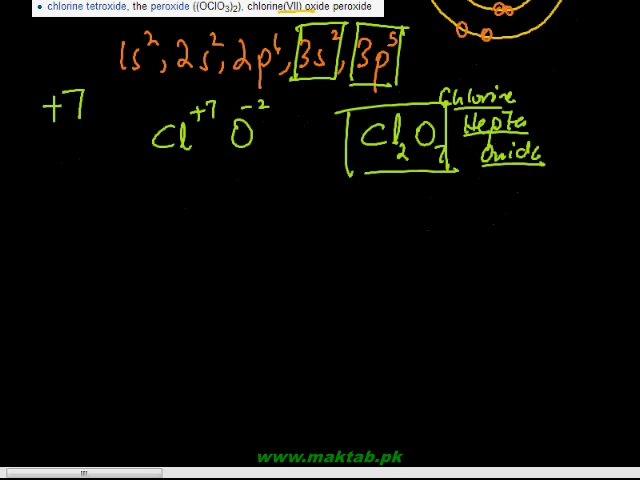 • chlorine tetroxide, the peroxide ((OClO3)2), chlorine(VII) oxide peroxide
1s², 2s², 2p⁶, 3s², 3p⁵
+7
Cl⁺⁷ O⁻²
Cl₂O₇
Chlorine
Hepta
Oxide
www.maktab.pk